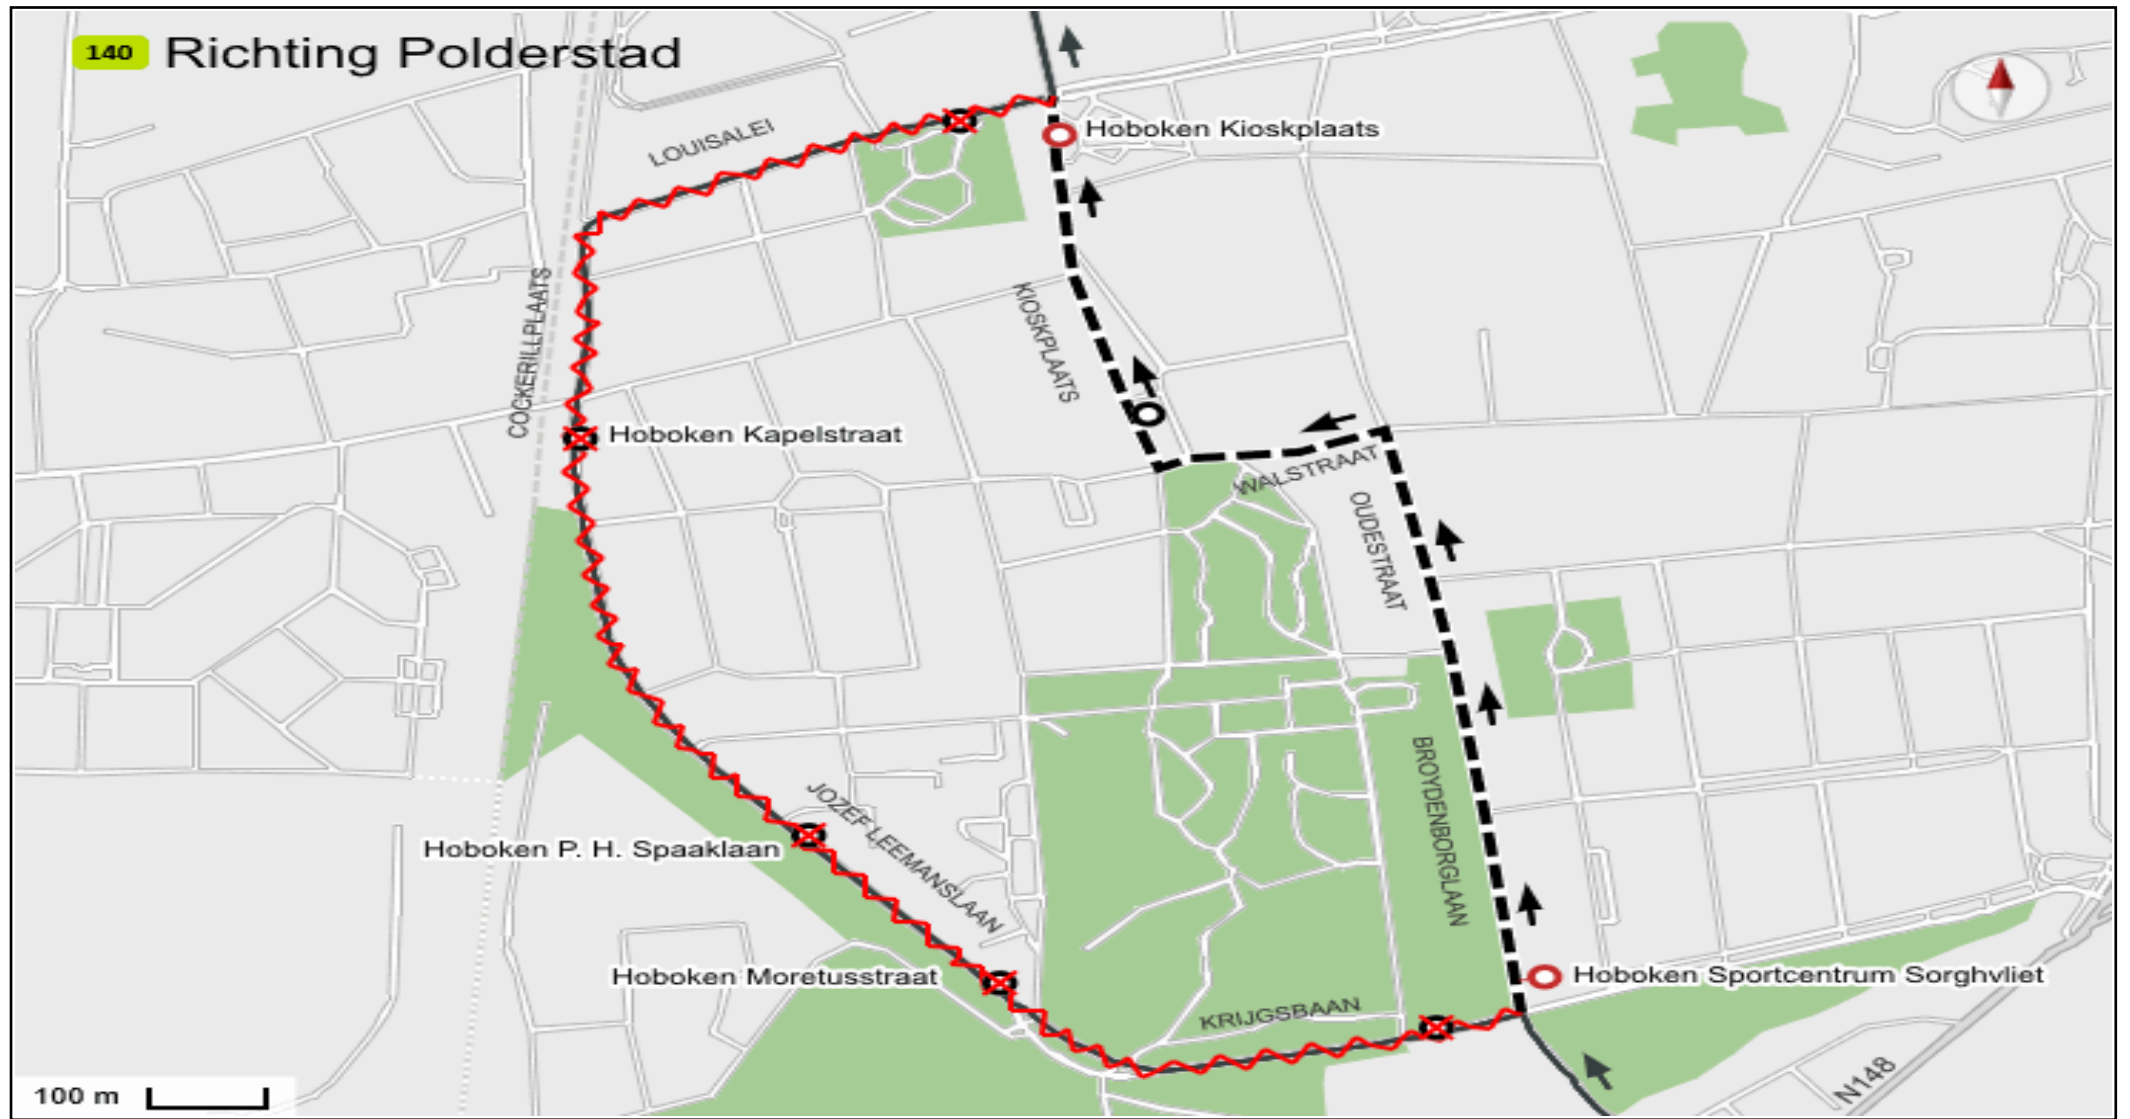 140 Richting Polderstad
LOUISALEI
Hoboken Kioskplaats
COCKERILLPLAATS
KIOSKPLAATS
Hoboken Kapelstraat
WALSTRAAT
OUDESTRAAT
BROYDENBORGLAAN
JOZEF LEEMANSLAAN
Hoboken P. H. Spaaklaan
Hoboken Moretusstraat
Hoboken Sportcentrum Sorghvliet
KRIJGSBAAN
N148
100 m